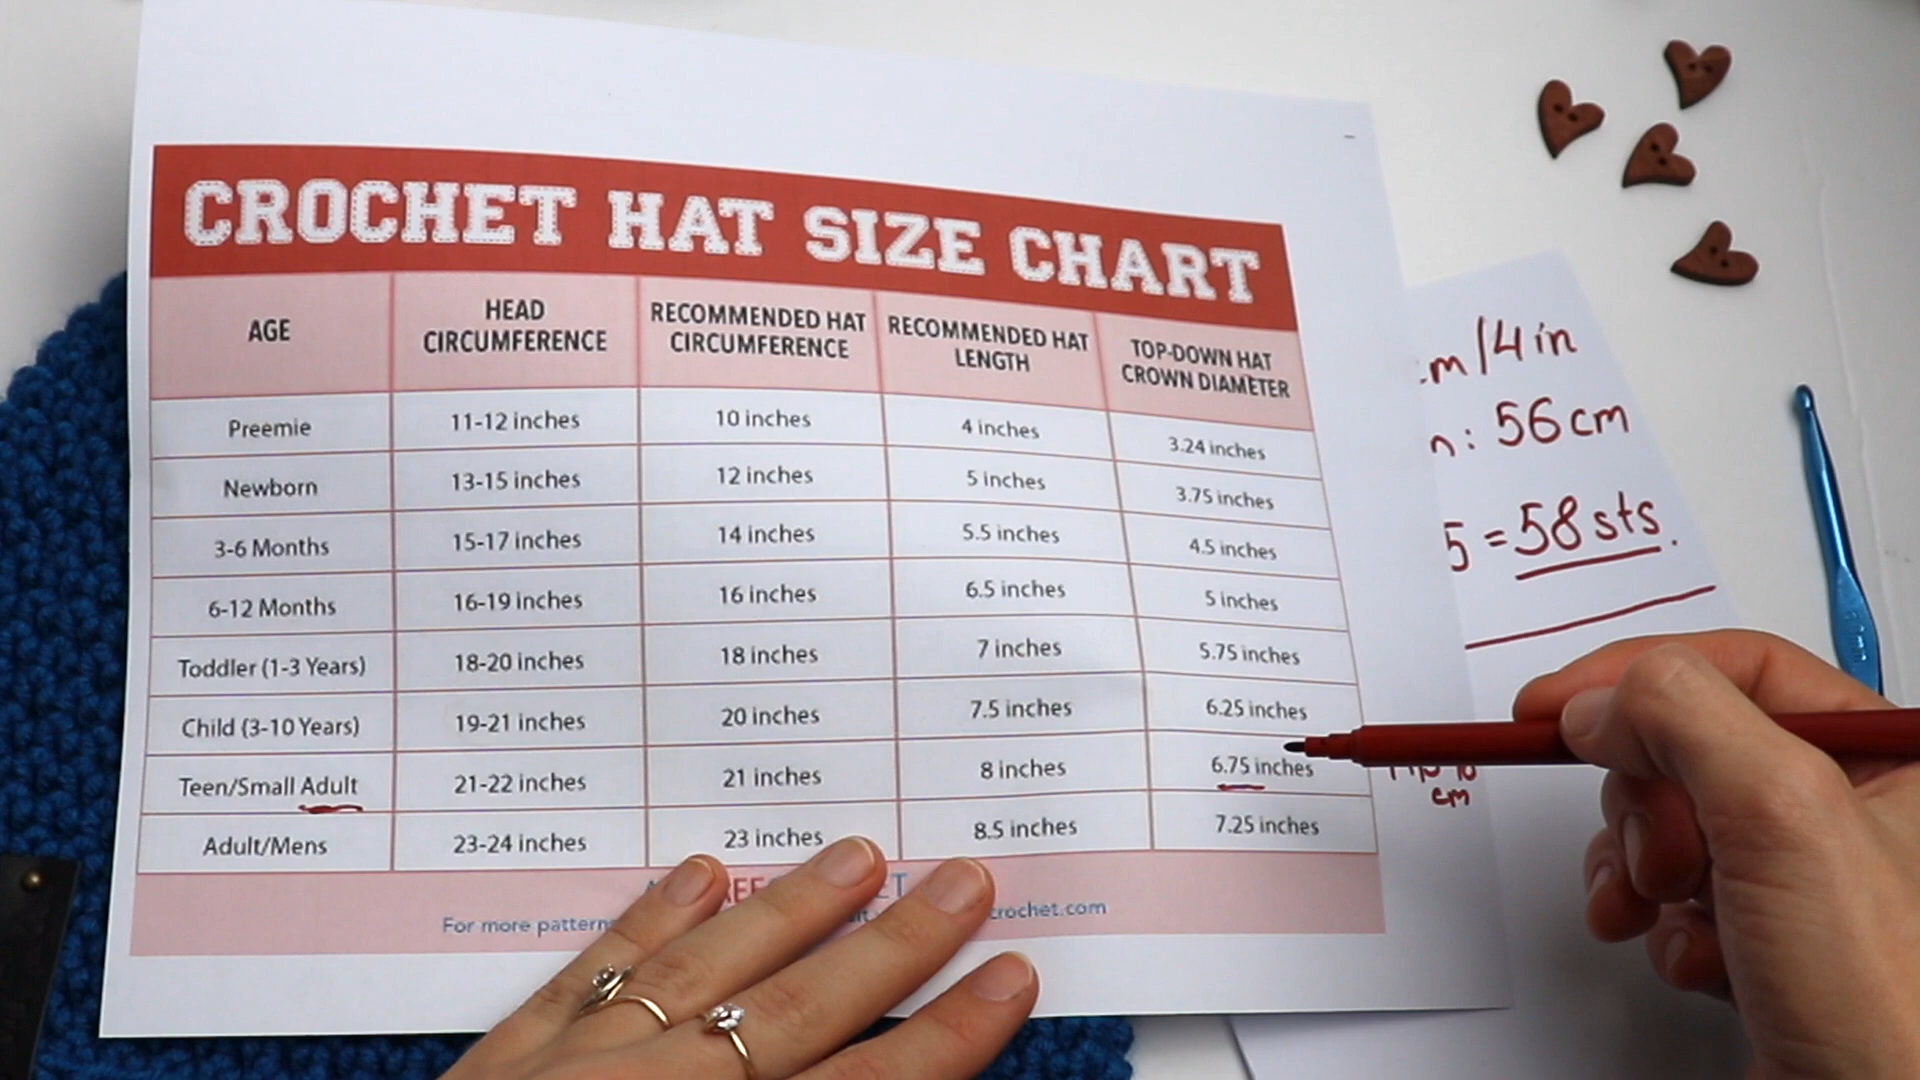 CROCHET HAT SIZE CHART
AGE
HEAD CIRCUMFERENCE
RECOMMENDED HAT CIRCUMFERENCE
RECOMMENDED HAT LENGTH
TOP-DOWN HAT CROWN DIAMETER
Preemie 11-12 inches 10 inches 4 inches 3.24 inches
Newborn 13-15 inches 12 inches 5 inches 3.75 inches
3-6 Months 15-17 inches 14 inches 5.5 inches 4.5 inches
6-12 Months 16-19 inches 16 inches 6.5 inches 5 inches
Toddler (1-3 Years) 18-20 inches 18 inches 7 inches 5.75 inches
Child (3-10 Years) 19-21 inches 20 inches 7.5 inches 6.25 inches
Teen/Small Adult 21-22 inches 21 inches 8 inches 6.75 inches
Adult/Mens 23-24 inches 23 inches 8.5 inches 7.25 inches
For more pattern crochet.com
m/4 in
n: 56 cm
5 = 58 sts.
cm